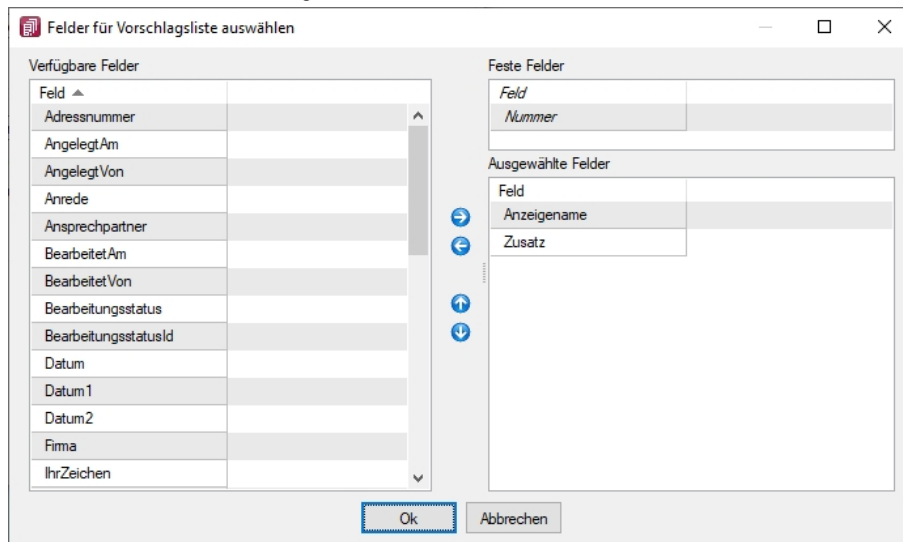 Felder für Vorschlagsliste auswählen
Verfügbare Felder
Feld
Adressnummer
AngelegtAm
AngelegtVon
Anrede
Ansprechpartner
BearbeitetAm
BearbeitetVon
Bearbeitungsstatus
BearbeitungsstatusId
Datum
Datum1
Datum2
Firma
IhrZeichen
Feste Felder
Feld
Nummer
Ausgewählte Felder
Feld
Anzeigename
Zusatz
Ok
Abbrechen